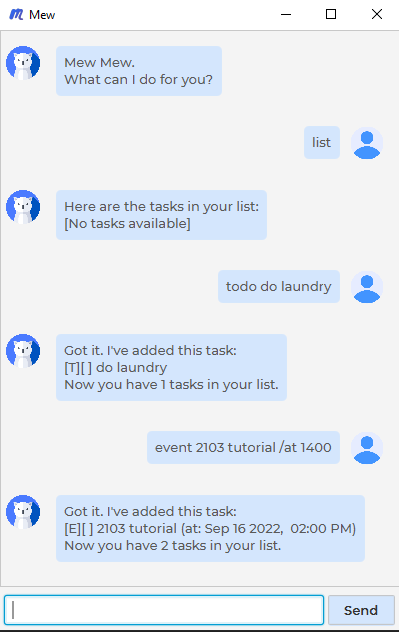 Mew
Mew Mew.
What can I do for you?
list
Here are the tasks in your list:
[No tasks available]
todo do laundry
Got it. I've added this task:
[T][ ] do laundry
Now you have 1 tasks in your list.
event 2103 tutorial /at 1400
Got it. I've added this task:
[E][ ] 2103 tutorial (at: Sep 16 2022,  02:00 PM)
Now you have 2 tasks in your list.
Send